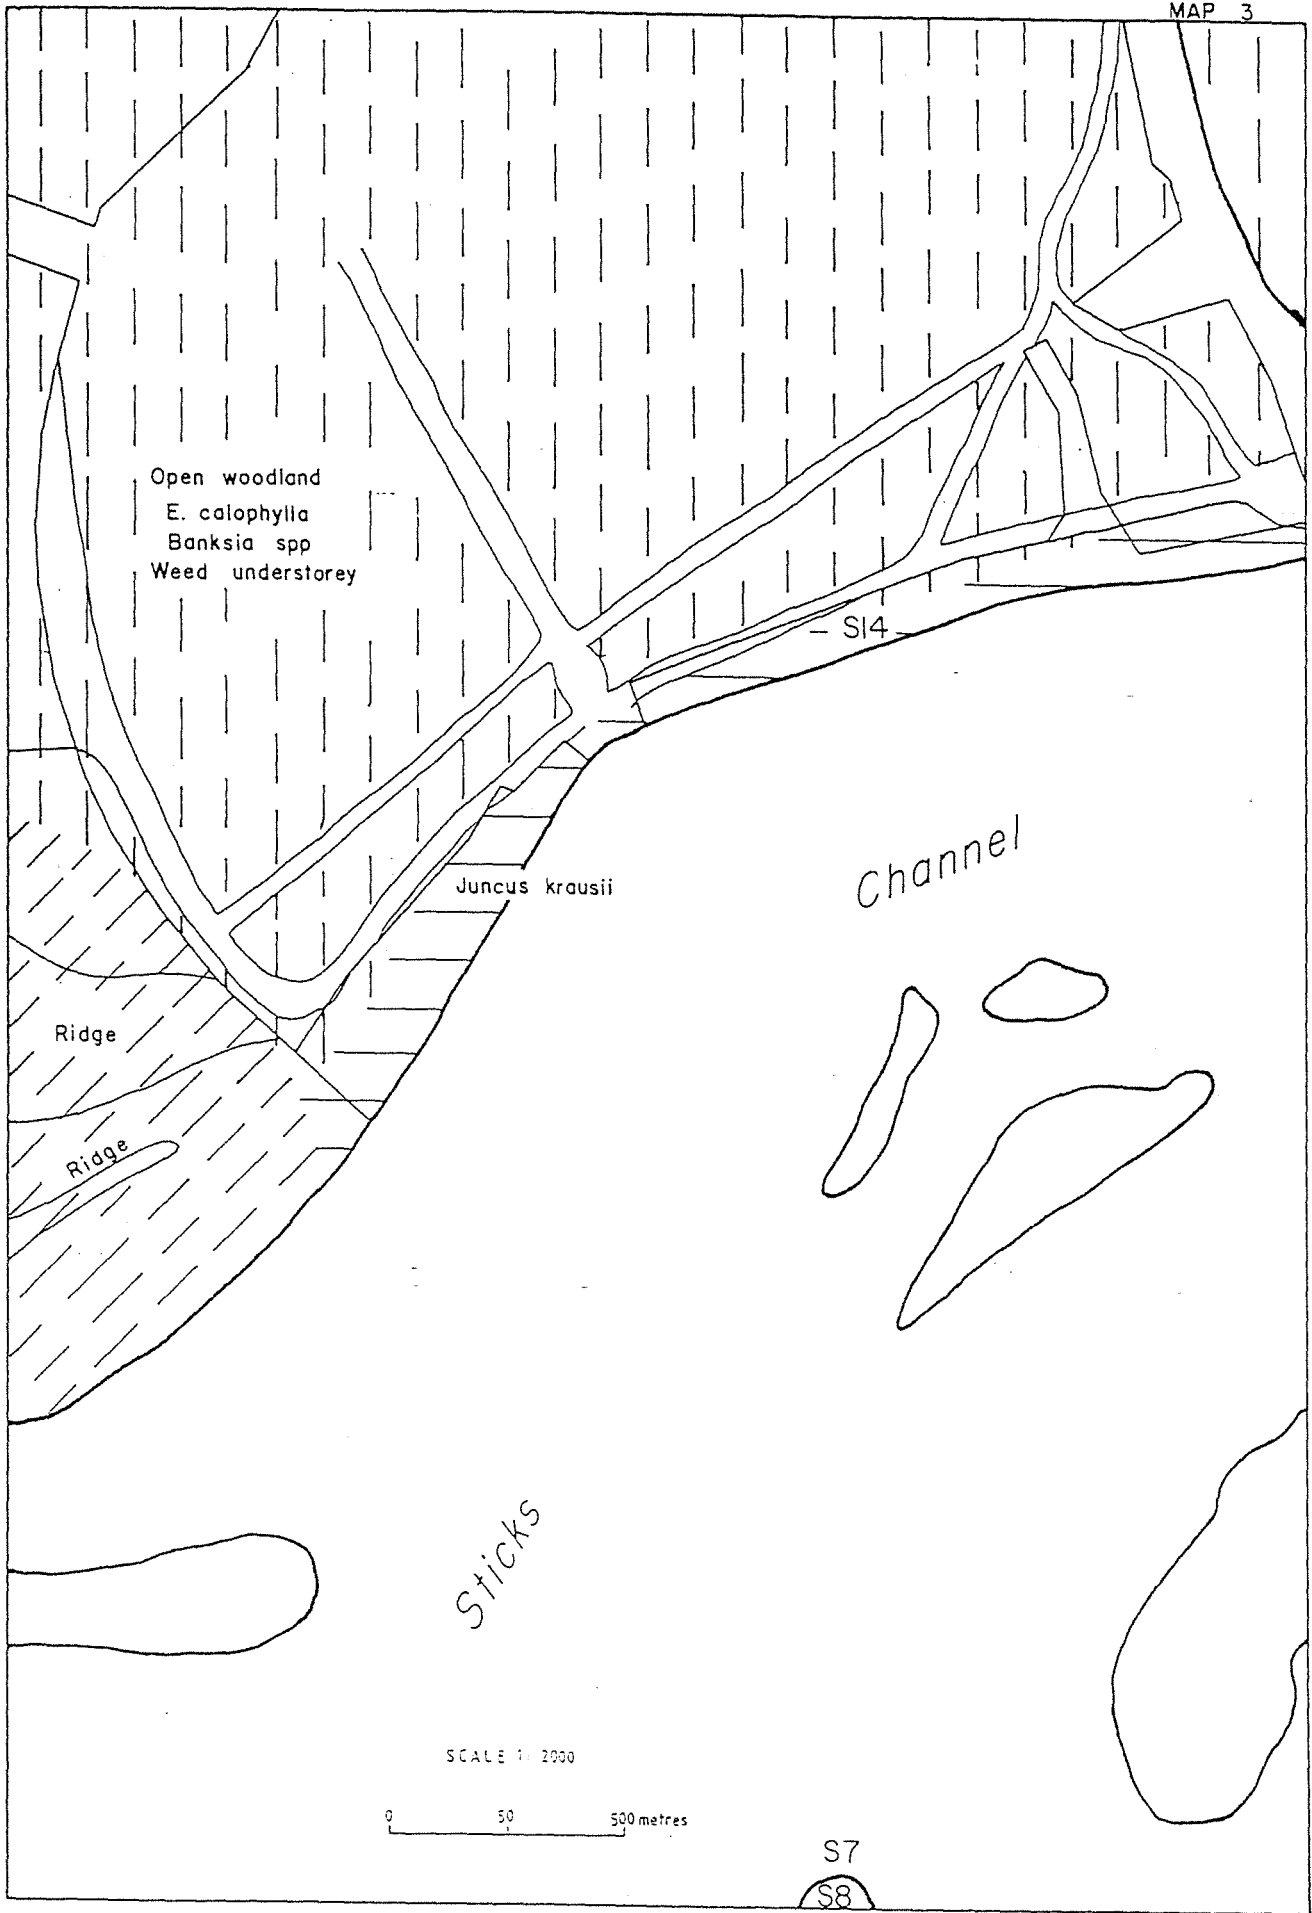 MAP 3
Open woodland
E. calophylla
Banksia spp
Weed understorey
S14
Channel
Juncus krausii
Ridge
Ridge
Sticks
SCALE 1: 2000
0 50 500 metres
S7
S8